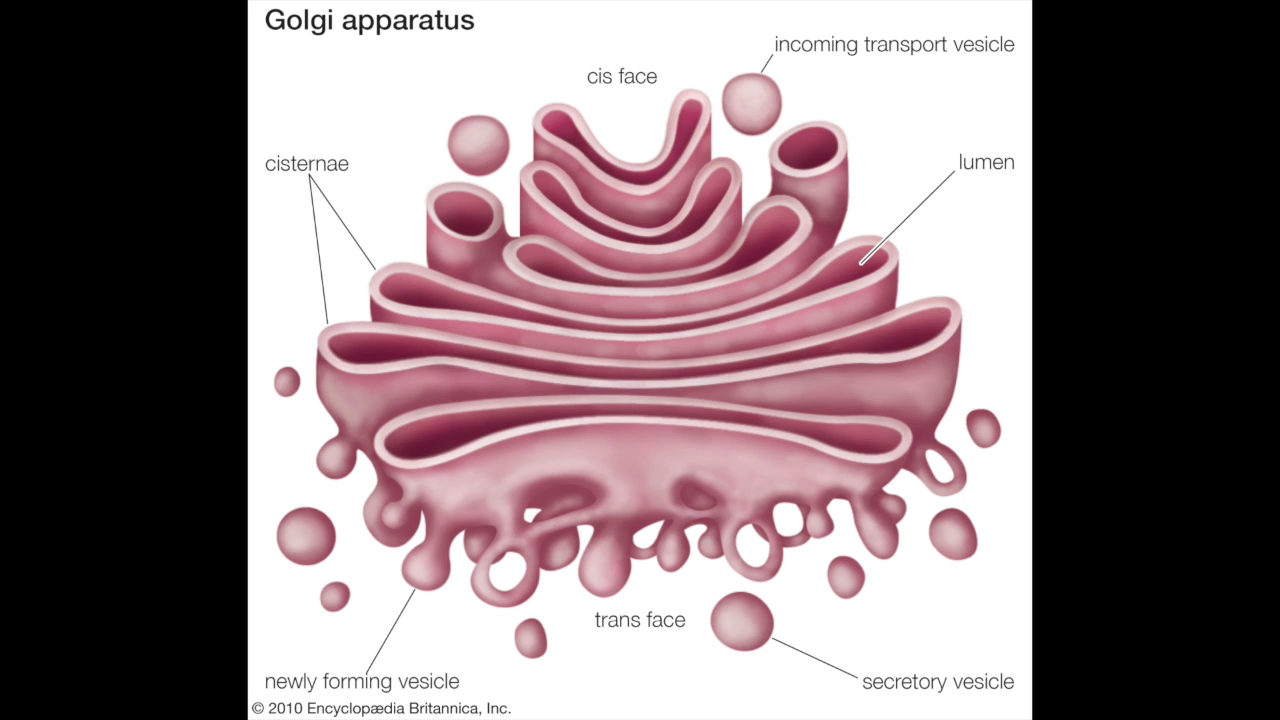 Golgi apparatus
incoming transport vesicle
cis face
cisternae
lumen
trans face
newly forming vesicle
secretory vesicle
© 2010 Encyclopædia Britannica, Inc.